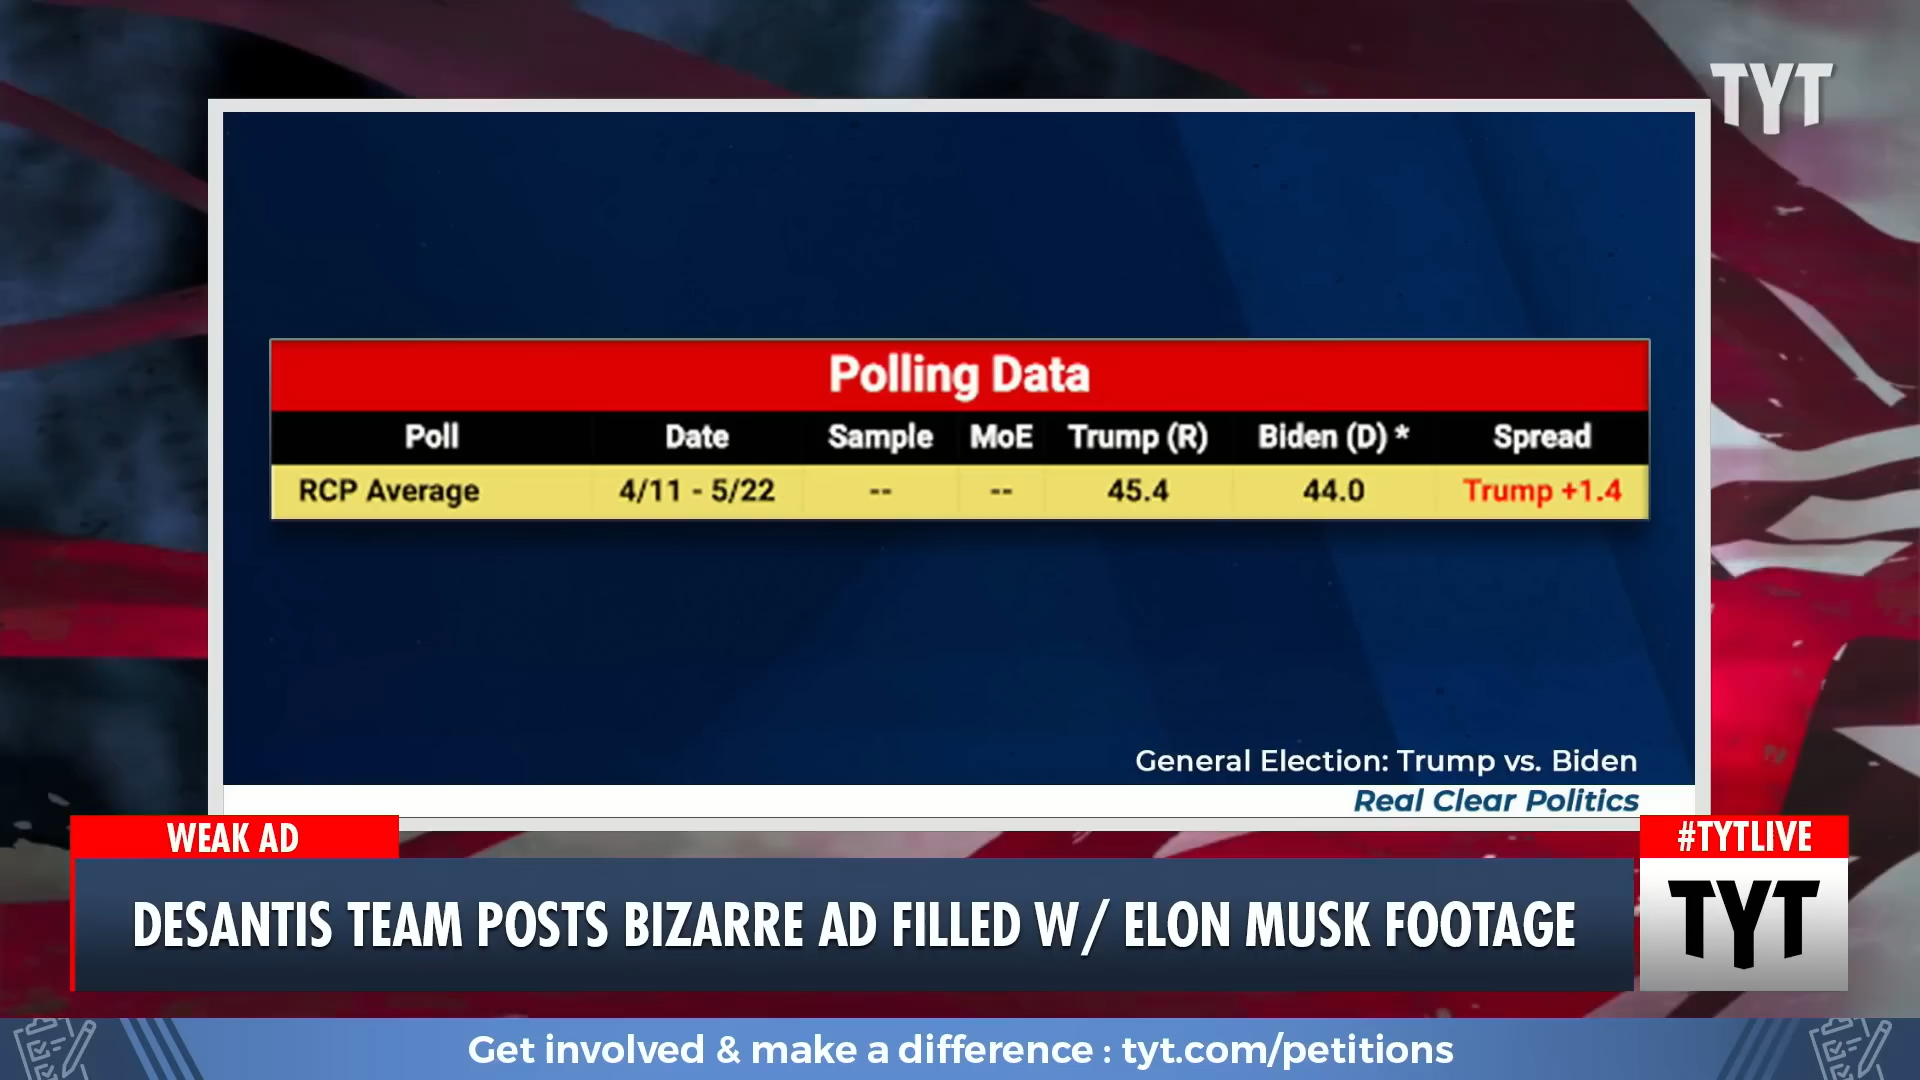 TYT
Polling Data
Poll Date Sample MoE Trump (R) Biden (D) * Spread
RCP Average 4/11 - 5/22 -- -- 45.4 44.0 Trump +1.4
General Election: Trump vs. Biden
Real Clear Politics
WEAK AD
#TYTLIVE
DESANTIS TEAM POSTS BIZARRE AD FILLED W/ ELON MUSK FOOTAGE
TYT
Get involved & make a difference : tyt.com/petitions